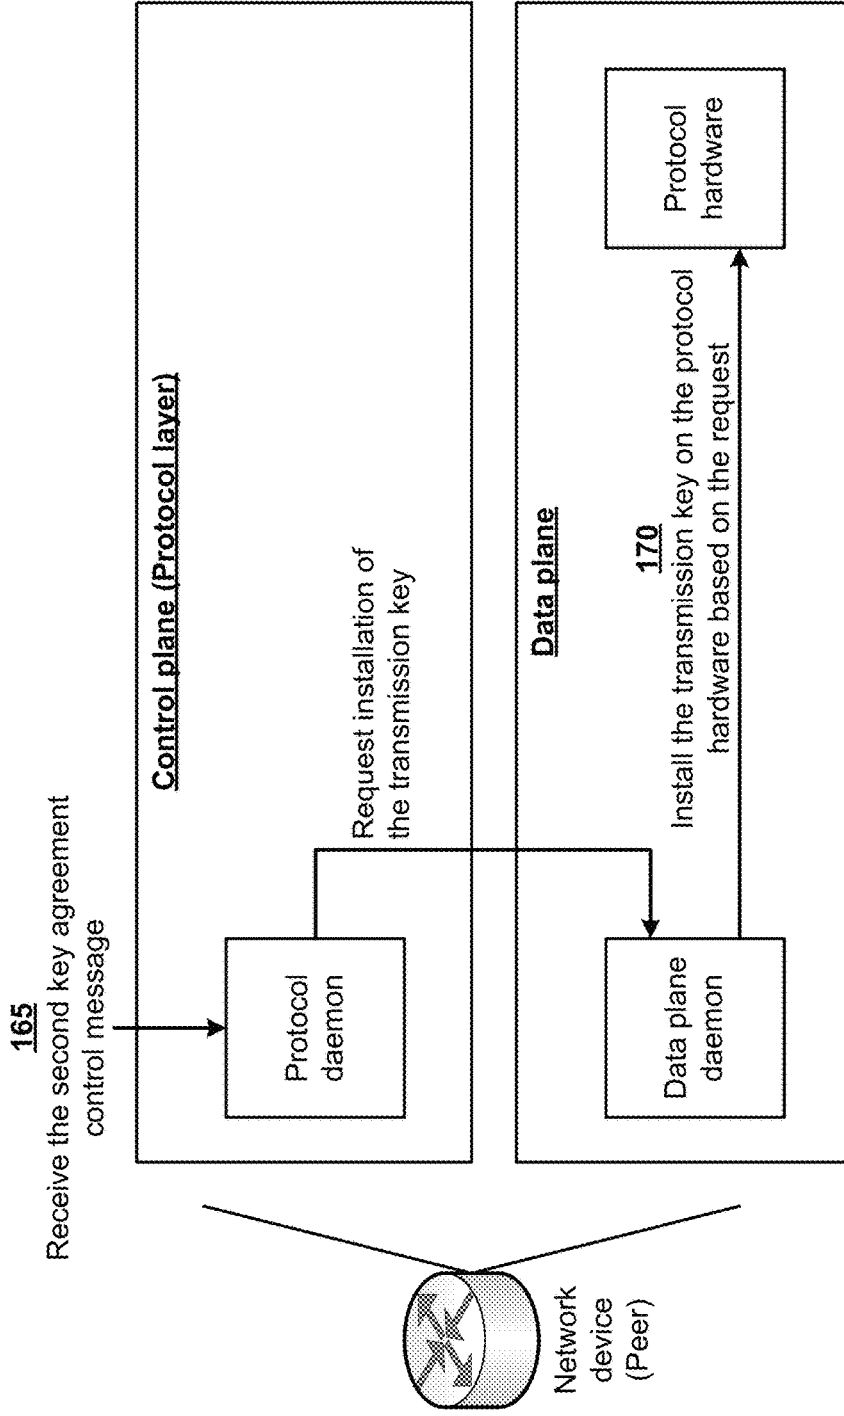 165
Receive the second key agreement
control message
Control plane (Protocol layer)
Protocol
daemon
Request installation of
the transmission key
Data plane
Data plane
daemon
170
Install the transmission key on the protocol
hardware based on the request
Protocol
hardware
Network
device
(Peer)